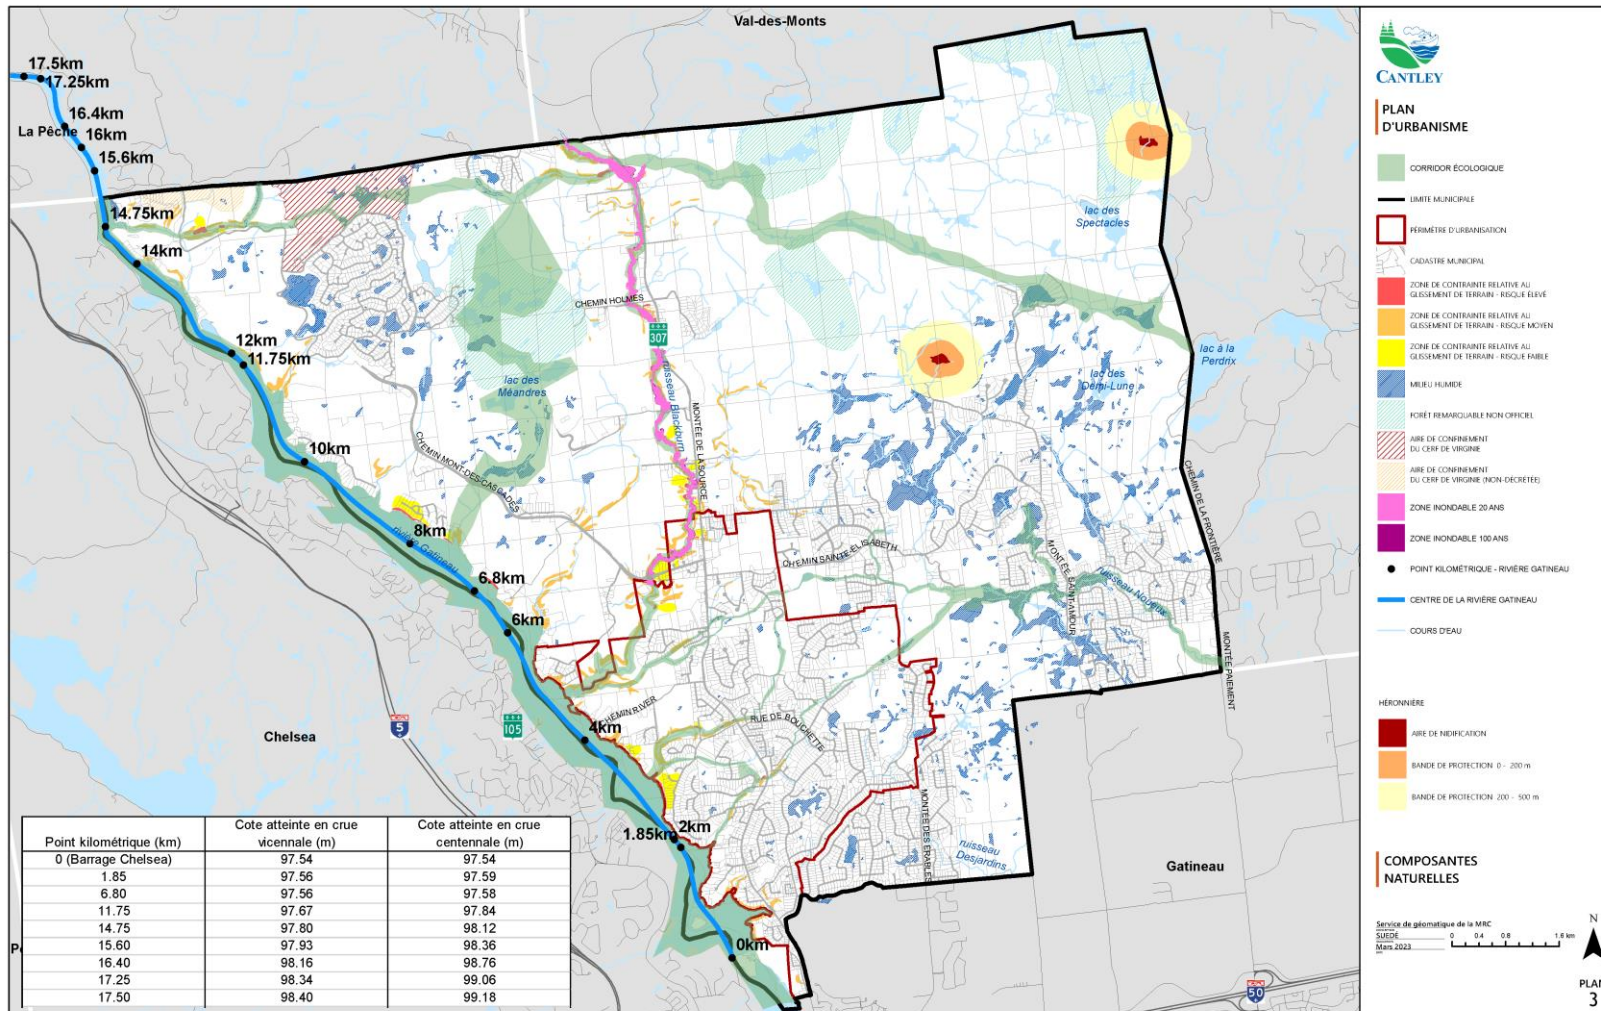 Val-des-Monts
17.5km
17.25km
16.4km
La Pêche
16km
15.6km
14.75km
14km
12km
11.75km
10km
8km
6.8km
6km
4km
2km
1.85km
0km
lac des
Spectacles
CHEMIN HOLMES
307
lac des
Méandres
ruisseau Blackburn
MONTÉE DE LA SOURCE
CHEMIN MONT-DES-CASCADES
rivière Gatineau
lac à la
Perdrix
lac des
Demi-Lune
CHEMIN DE LA FRONTIÈRE
CHEMIN SAINTE-ELISABETH
MONTÉE SAINT-AMOUR
ruisseau Noyeux
MONTÉE PAIEMENT
CHEMIN RIVER
RUE DE BOUCHETTE
MONTÉE DES ÉRABLES
ruisseau
Desjardins
Chelsea
5
105
Gatineau
50
Point kilométrique (km) Cote atteinte en crue vicennale (m) Cote atteinte en crue centennale (m)
0 (Barrage Chelsea) 97.54 97.54
1.85 97.56 97.59
6.80 97.56 97.58
11.75 97.67 97.84
14.75 97.80 98.12
15.60 97.93 98.36
16.40 98.16 98.76
17.25 98.34 99.06
17.50 98.40 99.18
CANTLEY
PLAN
D'URBANISME
CORRIDOR ÉCOLOGIQUE
LIMITE MUNICIPALE
PÉRIMÈTRE D'URBANISATION
CADASTRE MUNICIPAL
ZONE DE CONTRAINTE RELATIVE AU
GLISSEMENT DE TERRAIN - RISQUE ÉLEVÉ
ZONE DE CONTRAINTE RELATIVE AU
GLISSEMENT DE TERRAIN - RISQUE MOYEN
ZONE DE CONTRAINTE RELATIVE AU
GLISSEMENT DE TERRAIN - RISQUE FAIBLE
MILIEU HUMIDE
FORÊT REMARQUABLE NON OFFICIEL
AIRE DE CONFINEMENT
DU CERF DE VIRGINIE
AIRE DE CONFINEMENT
DU CERF DE VIRGINIE (NON-DÉCRÉTÉE)
ZONE INONDABLE 20 ANS
ZONE INONDABLE 100 ANS
POINT KILOMÉTRIQUE - RIVIÈRE GATINEAU
CENTRE DE LA RIVIÈRE GATINEAU
COURS D'EAU
HÉRONNIÈRE
AIRE DE NIDIFICATION
BANDE DE PROTECTION 0 - 200 m
BANDE DE PROTECTION 200 - 500 m
COMPOSANTES
NATURELLES
Service de géomatique de la MRC
SUEDE
Mars 2023
0 0.4 0.8 1.6 km
N
PLAN
3